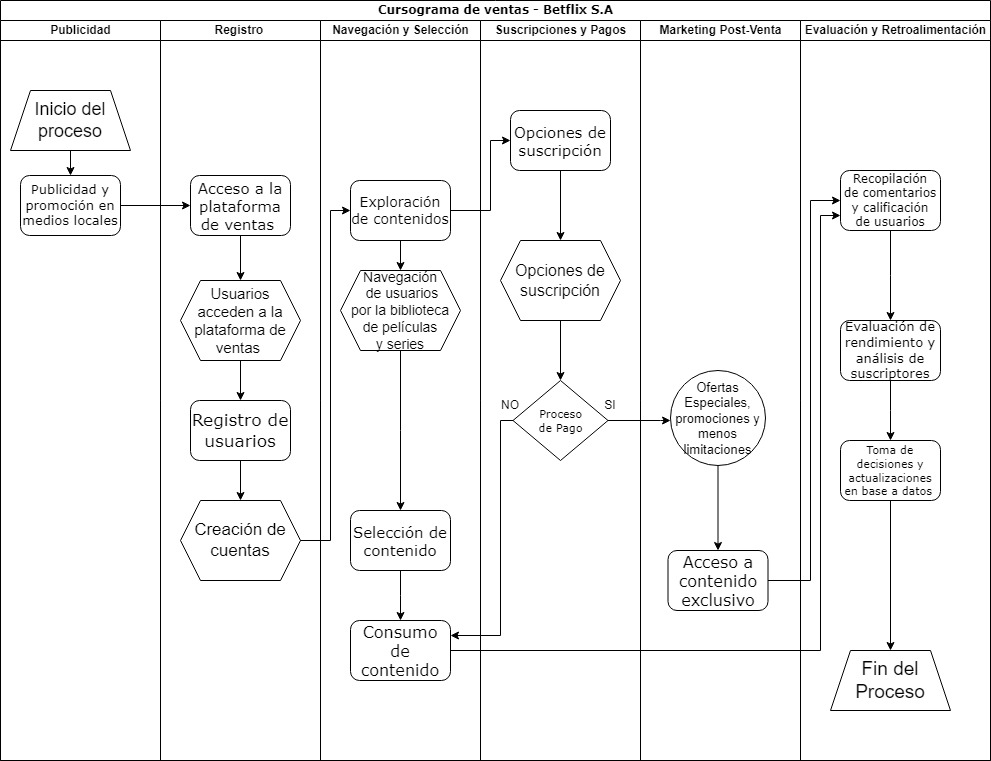 Cursograma de ventas - Betflix S.A
Publicidad
Registro
Navegación y Selección
Suscripciones y Pagos
Marketing Post-Venta
Evaluación y Retroalimentación
Inicio del
proceso
Publicidad y
promoción en
medios locales
Acceso a la
plataforma
de ventas
Usuarios
acceden a la
plataforma de
ventas
Registro de
usuarios
Creación de
cuentas
Exploración
de contenidos
Navegación
de usuarios
por la biblioteca
de películas
y series
Selección de
contenido
Consumo
de
contenido
Opciones de
suscripción
Opciones de
suscripción
NO
SI
Proceso
de Pago
Ofertas
Especiales,
promociones y
menos
limitaciones
Acceso a
contenido
exclusivo
Recopilación
de comentarios
y calificación
de usuarios
Evaluación de
rendimiento y
análisis de
suscriptores
Toma de
decisiones y
actualizaciones
en base a datos
Fin del
Proceso